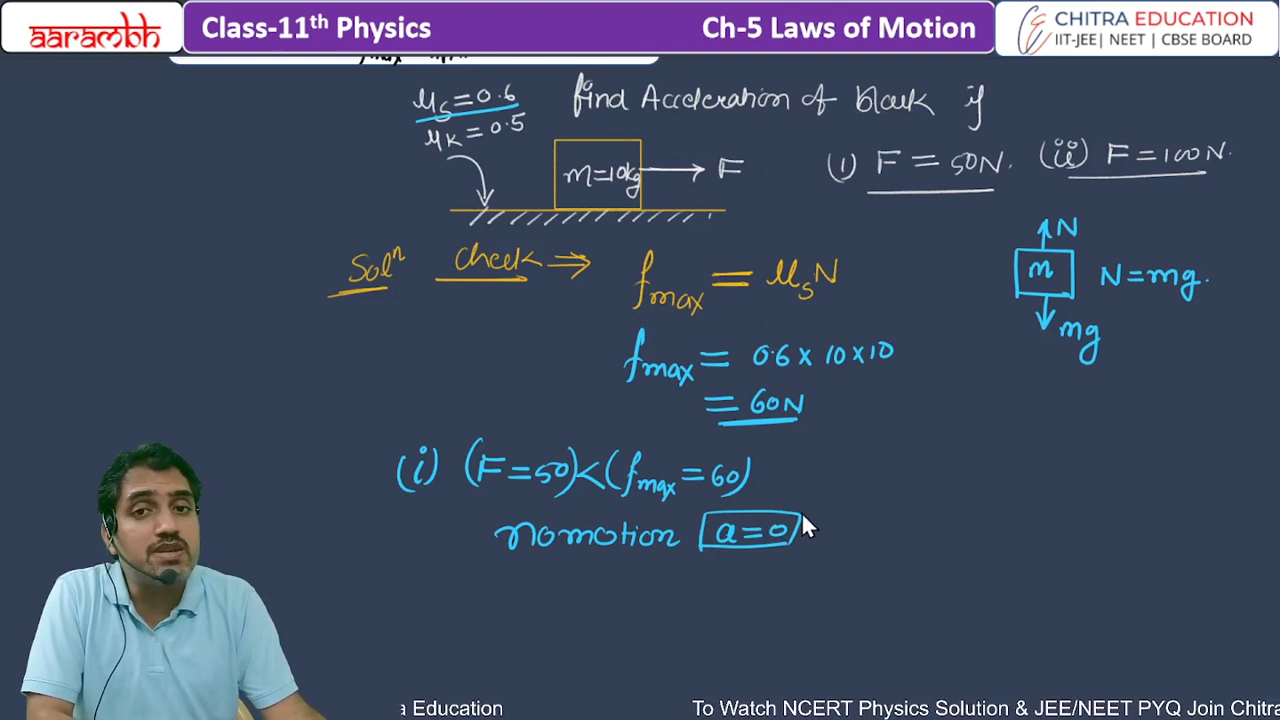 aarambh
Class-11th Physics
Ch-5 Laws of Motion
CHITRA EDUCATION
IIT-JEE| NEET | CBSE BOARD
μs = 0.6
μK = 0.5
find Acceleration of block if
(i) F = 50N. (ii) F = 100N.
m=10kg
F
Soln check ⇒ fmax = μsN
fmax = 0.6 x 10 x 10
= 60N
N
m
N=mg.
mg
(i) (F=50)<(fmax=60)
nomotion a=0
a Education
To Watch NCERT Physics Solution & JEE/NEET PYQ Join Chitra